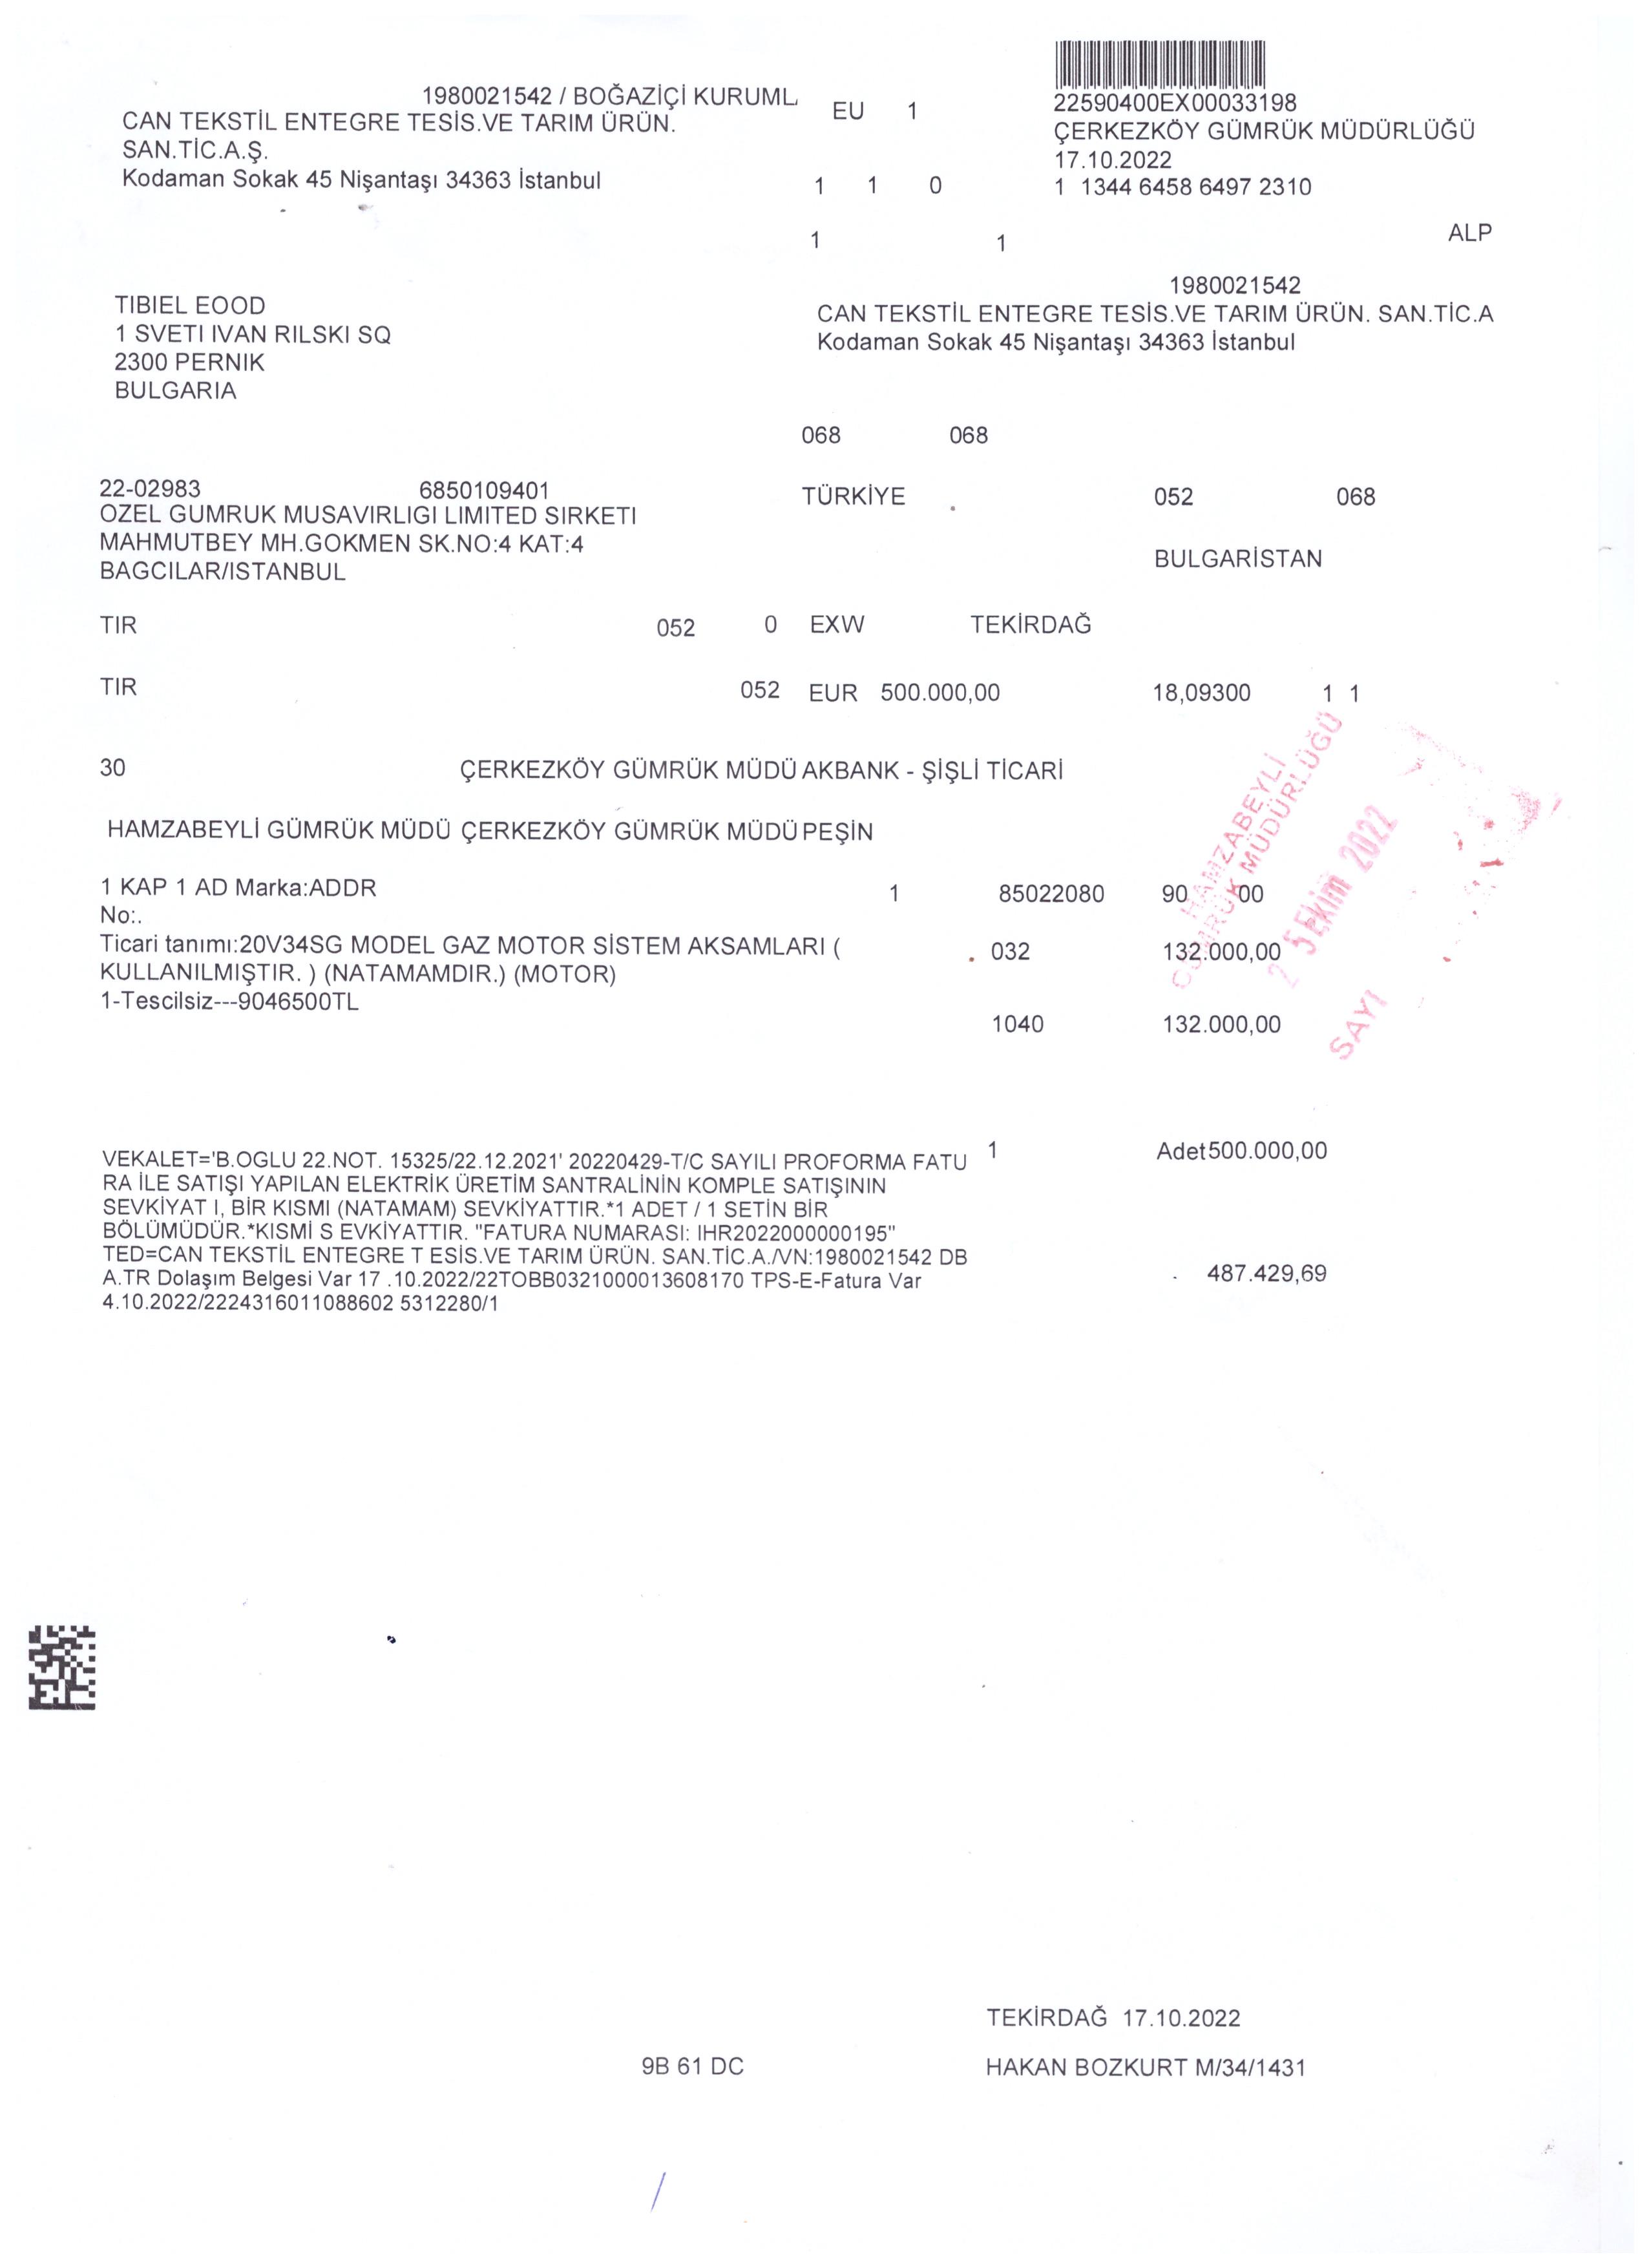 1980021542 / BOĞAZİÇİ KURUML
CAN TEKSTİL ENTEGRE TESİS.VE TARIM ÜRÜN.
SAN.TİC.A.Ş.
Kodaman Sokak 45 Nişantaşı 34363 İstanbul
EU 1
22590400EX00033198
ÇERKEZKÖY GÜMRÜK MÜDÜRLÜĞÜ
17.10.2022
1 1 0
1 1344 6458 6497 2310
1 1
ALP
TIBIEL EOOD
1 SVETI IVAN RILSKI SQ
2300 PERNIK
BULGARIA
1980021542
CAN TEKSTİL ENTEGRE TESİS.VE TARIM ÜRÜN. SAN.TİC.A
Kodaman Sokak 45 Nişantaşı 34363 İstanbul
068 068
22-02983 6850109401
OZEL GUMRUK MUSAVIRLIGI LIMITED SIRKETI
MAHMUTBEY MH.GOKMEN SK.NO:4 KAT:4
BAGCILAR/ISTANBUL
TÜRKİYE 052 068
BULGARİSTAN
TIR 052 0 EXW TEKİRDAĞ
TIR 052 EUR 500.000,00 18,09300 1 1
30 ÇERKEZKÖY GÜMRÜK MÜDÜ AKBANK - ŞİŞLİ TİCARİ
HAMZABEYLİ GÜMRÜK MÜDÜ ÇERKEZKÖY GÜMRÜK MÜDÜ PEŞİN
HAMZABEYLİ
GÜMRÜK MÜDÜRLÜĞÜ
2 5 Ekim 2022
SAYI
1 KAP 1 AD Marka:ADDR
No:.
Ticari tanımı:20V34SG MODEL GAZ MOTOR SİSTEM AKSAMLARI (
KULLANILMIŞTIR. ) (NATAMAMDIR.) (MOTOR)
1-Tescilsiz---9046500TL
1 85022080 90 00
032 132.000,00
1040 132.000,00
VEKALET='B.OGLU 22.NOT. 15325/22.12.2021' 20220429-T/C SAYILI PROFORMA FATU
RA İLE SATIŞI YAPILAN ELEKTRİK ÜRETİM SANTRALİNİN KOMPLE SATIŞININ
SEVKİYAT I, BİR KISMI (NATAMAM) SEVKİYATTIR.*1 ADET / 1 SETİN BİR
BÖLÜMÜDÜR.*KISMİ S EVKİYATTIR. "FATURA NUMARASI: IHR2022000000195"
TED=CAN TEKSTİL ENTEGRE T ESİS.VE TARIM ÜRÜN. SAN.TİC.A./VN:1980021542 DB
A.TR Dolaşım Belgesi Var 17 .10.2022/22TOBB0321000013608170 TPS-E-Fatura Var
4.10.2022/2224316011088602 5312280/1
1 Adet500.000,00
487.429,69
TEKİRDAĞ 17.10.2022
9B 61 DC
HAKAN BOZKURT M/34/1431